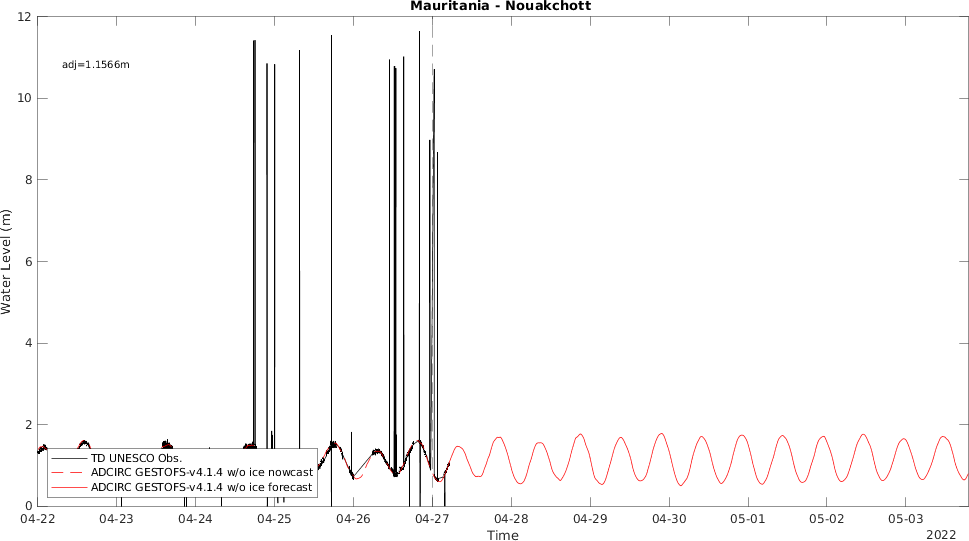 Mauritania - Nouakchott
12
adj=1.1566m
10
8
6
4
2
0
Water Level (m)
TD UNESCO Obs.
ADCIRC GESTOFS-v4.1.4 w/o ice nowcast
ADCIRC GESTOFS-v4.1.4 w/o ice forecast
04-22 04-23 04-24 04-25 04-26 04-27 04-28 04-29 04-30 05-01 05-02 05-03
Time
2022